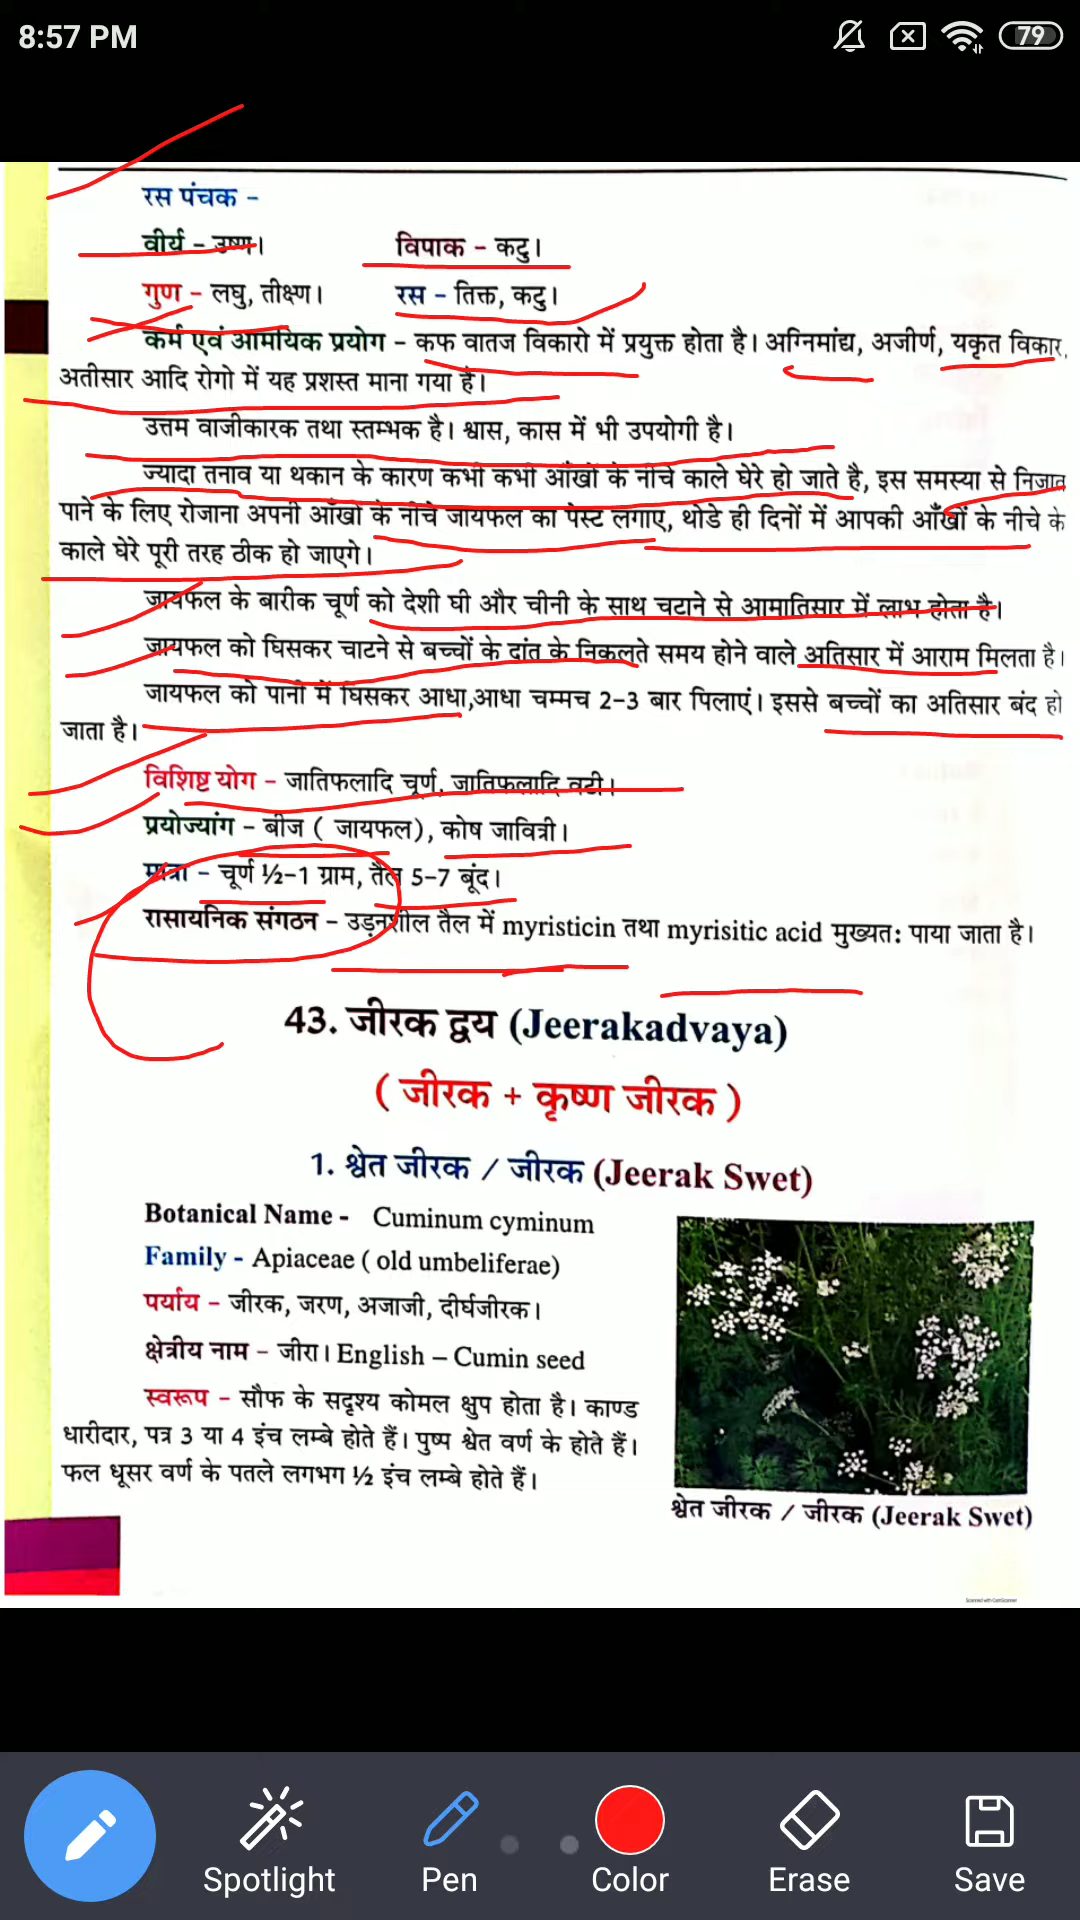 8:57 PM
79
रस पंचक –
वीर्य – उष्ण। विपाक – कटु।
गुण – लघु, तीक्ष्ण। रस – तिक्त, कटु।
कर्म एवं आमयिक प्रयोग – कफ वातज विकारो में प्रयुक्त होता है। अग्निमांद्य, अजीर्ण, यकृत विकार,
अतीसार आदि रोगो में यह प्रशस्त माना गया है।
उत्तम वाजीकारक तथा स्तम्भक है। श्वास, कास में भी उपयोगी है।
ज्यादा तनाव या थकान के कारण कभी कभी आँखों के नीचे काले घेरे हो जाते है, इस समस्या से निजात
पाने के लिए रोजाना अपनी आँखो के नीचे जायफल का पेस्ट लगाए, थोडे ही दिनों में आपकी आँखों के नीचे के
काले घेरे पूरी तरह ठीक हो जाएगे।
जायफल के बारीक चूर्ण को देशी घी और चीनी के साथ चटाने से आमातिसार में लाभ होता है।
जायफल को घिसकर चाटने से बच्चों के दांत के निकलते समय होने वाले अतिसार में आराम मिलता है।
जायफल को पानी में घिसकर आधा,आधा चम्मच 2-3 बार पिलाएं। इससे बच्चों का अतिसार बंद हो
जाता है।
विशिष्ट योग – जातिफलादि चूर्ण, जातिफलादि वटी।
प्रयोज्यांग – बीज ( जायफल), कोष जावित्री।
मात्रा – चूर्ण ½-1 ग्राम, तैल 5-7 बूंद।
रासायनिक संगठन – उड़नशील तैल में myristicin तथा myrisitic acid मुख्यत: पाया जाता है।
43. जीरक द्वय (Jeerakadvaya)
( जीरक + कृष्ण जीरक )
1. श्वेत जीरक / जीरक (Jeerak Swet)
Botanical Name - Cuminum cyminum
Family - Apiaceae ( old umbeliferae)
पर्याय – जीरक, जरण, अजाजी, दीर्घजीरक।
क्षेत्रीय नाम – जीरा। English – Cumin seed
स्वरूप – सौफ के सदृश्य कोमल क्षुप होता है। काण्ड
धारीदार, पत्र 3 या 4 इंच लम्बे होते हैं। पुष्प श्वेत वर्ण के होते हैं।
फल धूसर वर्ण के पतले लगभग ½ इंच लम्बे होते हैं।
श्वेत जीरक / जीरक (Jeerak Swet)
Scanned with CamScanner
Spotlight Pen Color Erase Save